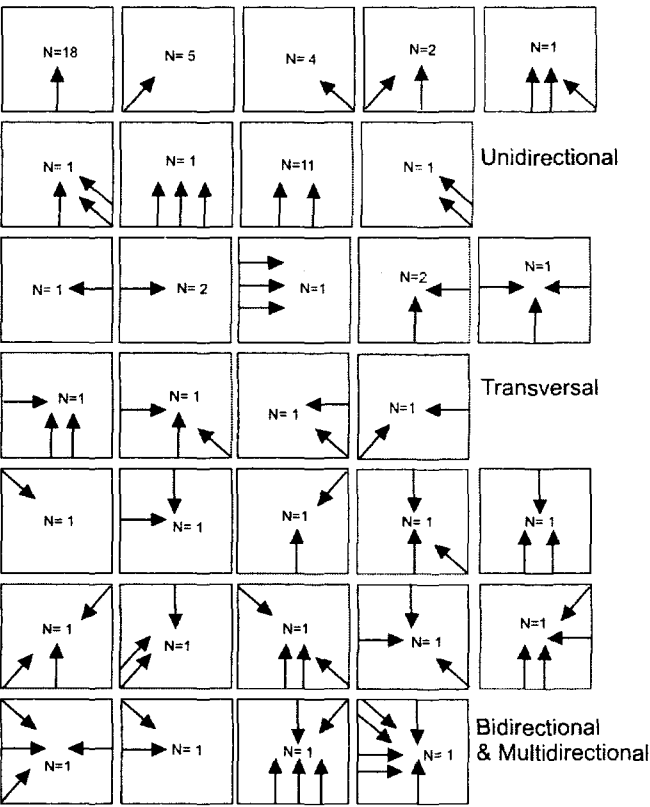 N=18
N= 5
N= 4
N=2
N=1
N= 1
N= 1
N=11
N= 1
Unidirectional
N= 1
N= 2
N=1
N=2
N=1
N=1
N= 1
N= 1
N= 1
Transversal
N= 1
N= 1
N=1
N= 1
N= 1
N= 1
N=1
N=1
N= 1
N= 1
N=1
N= 1
N= 1
N= 1
Bidirectional
& Multidirectional